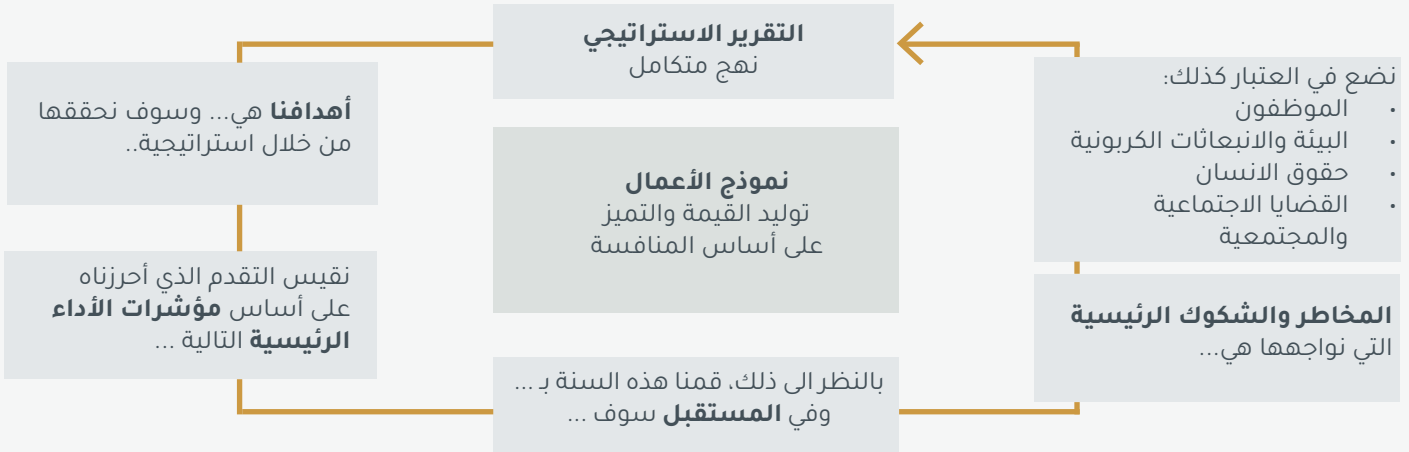 التقرير الاستراتيجي
نهج متكامل
نضع في العتبار كذلك:
• الموظفون
• البيئة والانبعاثات الكربونية
• حقوق الانسان
• القضايا الاجتماعية
والمجتمعية
أهدافنا هي... وسوف نحققها
من خلال استراتيجية..
نموذج الأعمال
توليد القيمة والتميز
على أساس المنافسة
نقيس التقدم الذي أحرزناه
على أساس مؤشرات الأداء
الرئيسية التالية ...
المخاطر والشكوك الرئيسية
التي نواجهها هي...
بالنظر الى ذلك، قمنا هذه السنة بـ ...
وفي المستقبل سوف ...